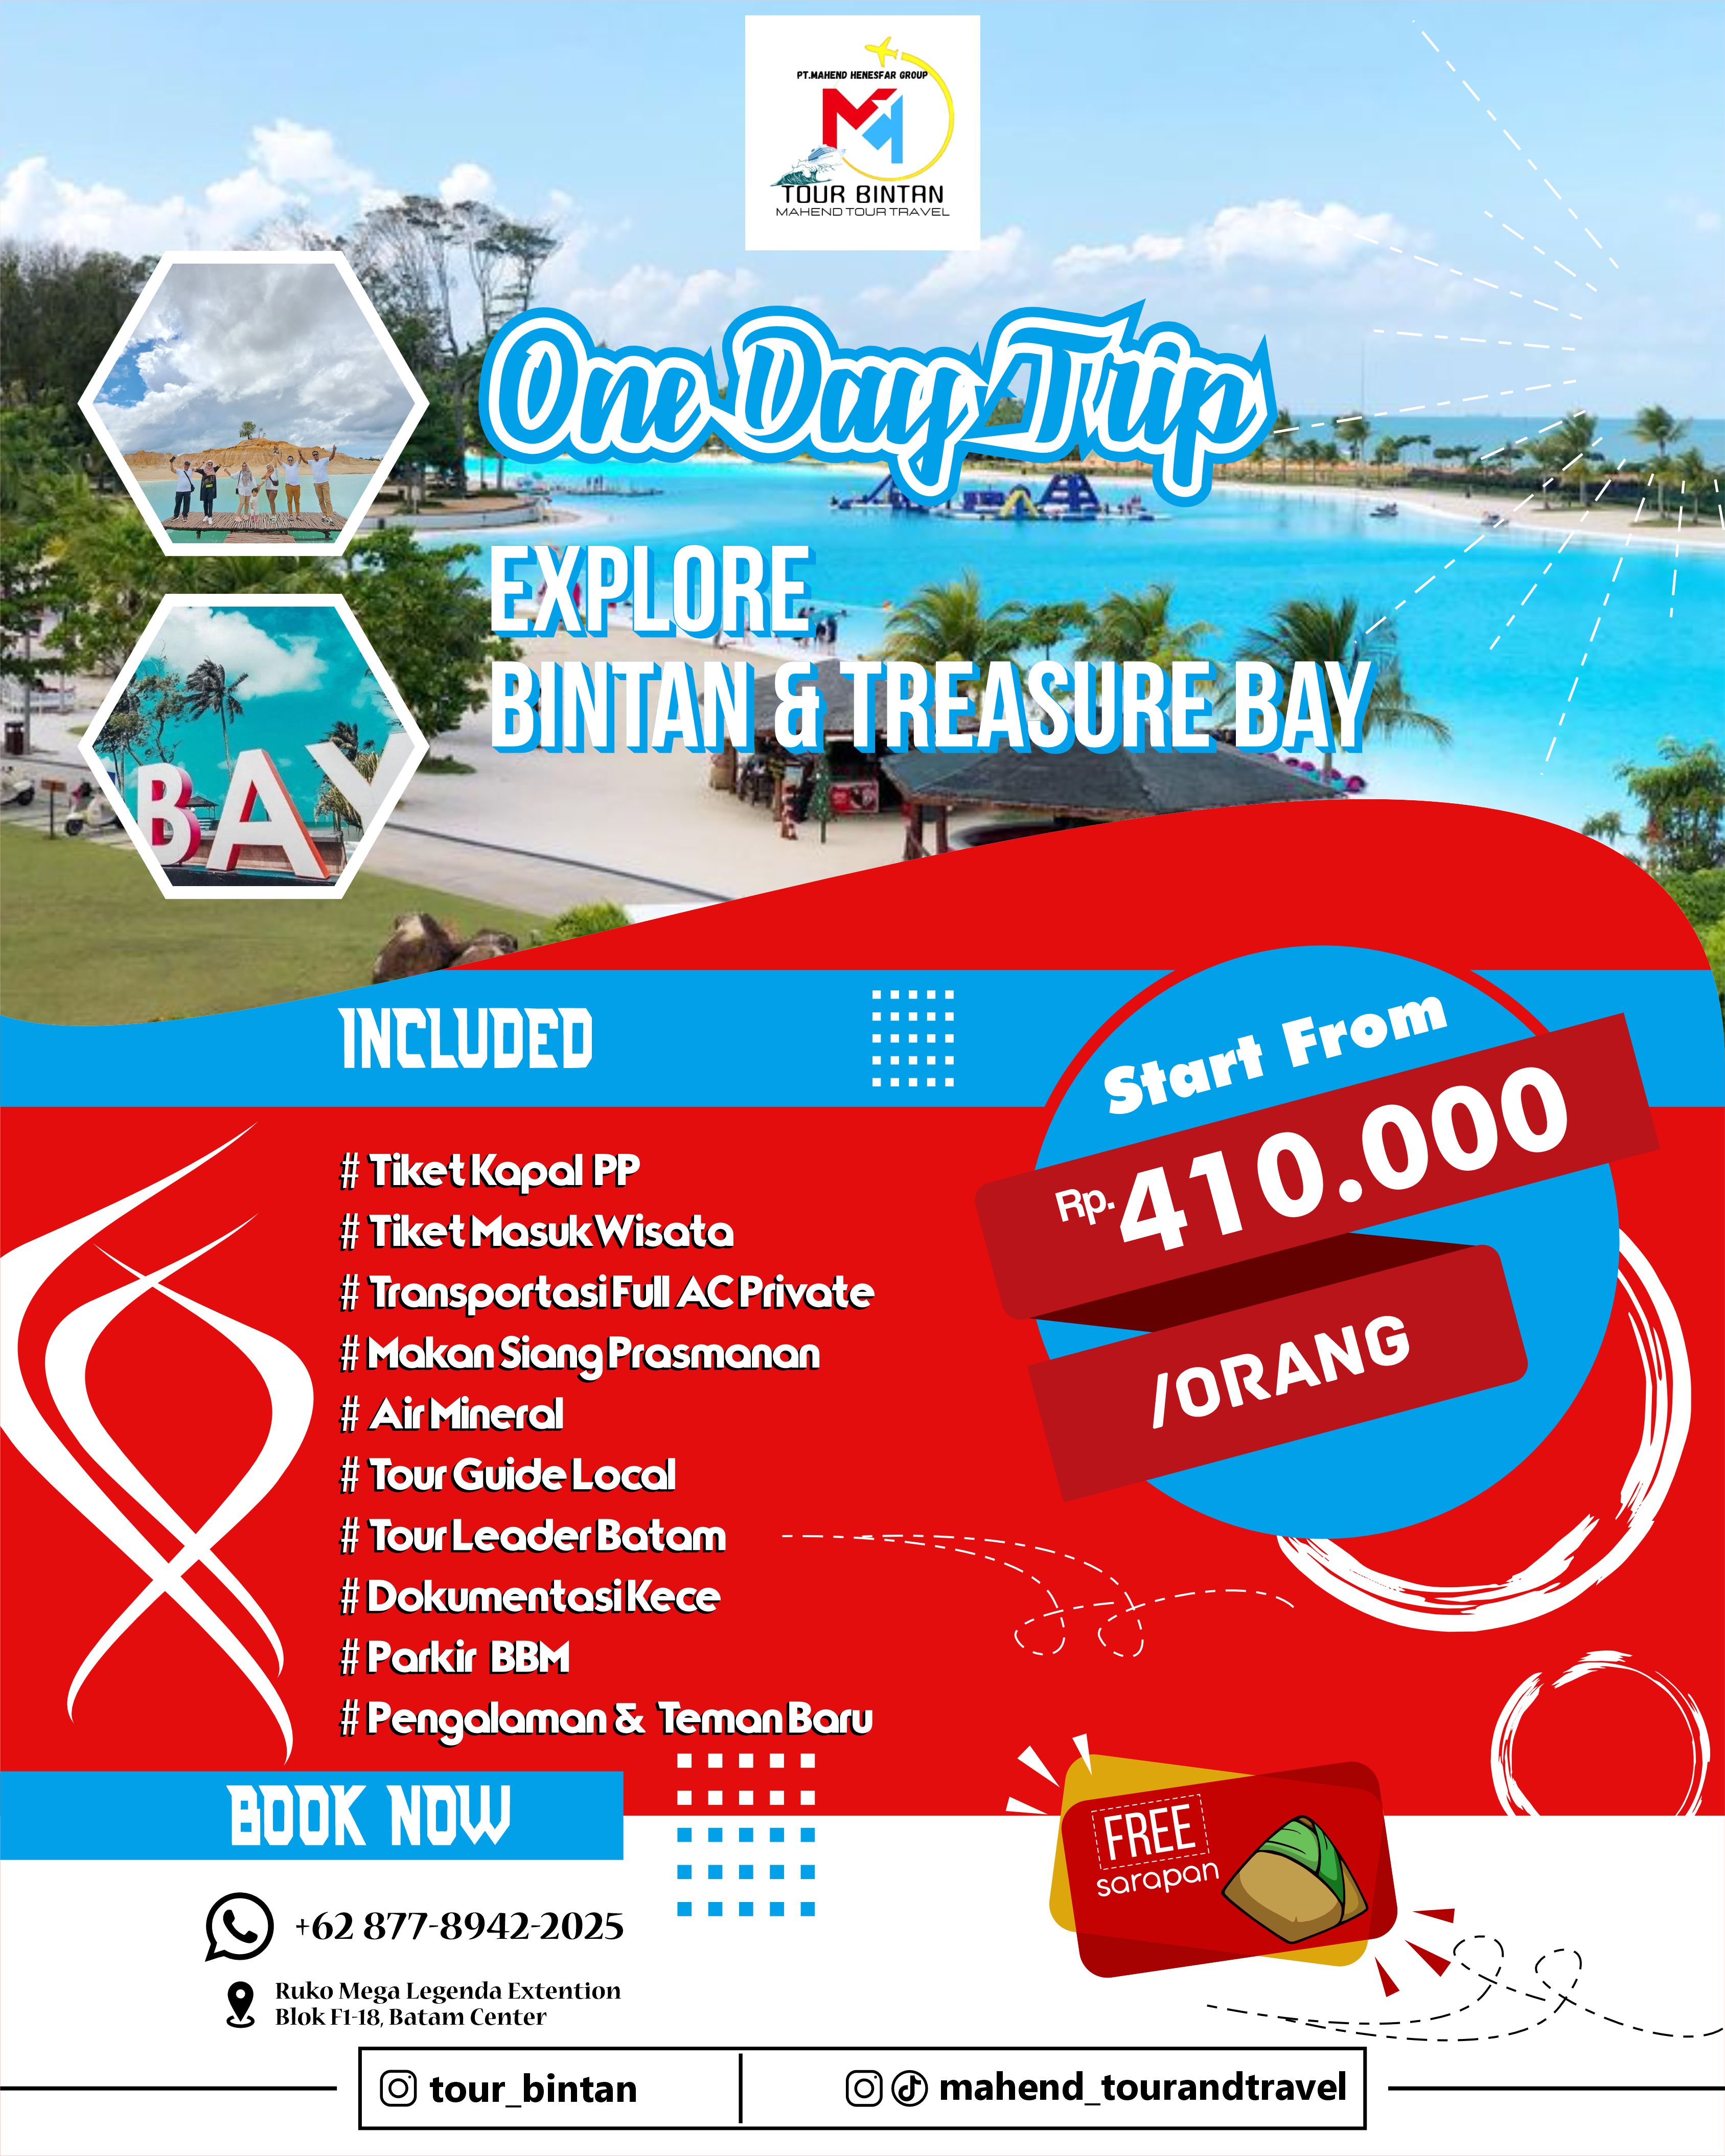 PT.MAHEND HENESFAR GROUP
TOUR BINTAN
MAHEND TOUR TRAVEL
One Day Trip
EXPLORE
BINTAN & TREASURE BAY
BAY
INCLUDED
# Tiket Kapal PP
# Tiket Masuk Wisata
# Transportasi Full AC Private
# Makan Siang Prasmanan
# Air Mineral
# Tour Guide Local
# Tour Leader Batam
# Dokumentasi Kece
# Parkir BBM
# Pengalaman & Teman Baru
Start From
Rp.410.000
/ORANG
BOOK NOW
FREE
sarapan
+62 877-8942-2025
Ruko Mega Legenda Extention
Blok F1-18, Batam Center
tour_bintan
mahend_tourandtravel